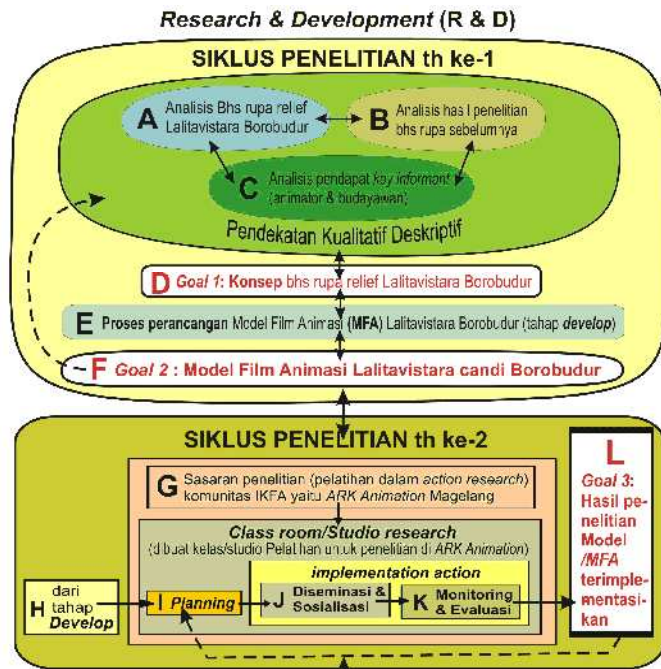 Research & Development (R & D)
SIKLUS PENELITIAN th ke-1
A Analisis Bhs rupa relief
Lalitavistara Borobudur
B Analisis has l penelitian
bhs rupa sebelumnya
C Analisis pendapat key informant
(animator & budayawan)
Pendekatan Kualitatif Deskriptif
D Goal 1: Konsep bhs rupa relief Lalitavistara Borobudur
E Proses perancangan Model Film Animasi (MFA) Lalitavistara Borobudur (tahap develop)
F Goal 2 : Model Film Animasi Lalitavistara candi Borobudur
SIKLUS PENELITIAN th ke-2
G Sasaran penelitian (pelatihan dalam action research)
komunitas IKFA yaitu ARK Animation Magelang
Class room/Studio research
(dibuat kelas/studio Pelat han untuk penelitian di ARK Animation)
implementation action
H dari
tahap
Develop
I Planning
J Diseminasi &
Sosialisasi
K Monitoring
& Evaluasi
L
Goal 3:
Hasil pe-
nelitian
Model
/MFA
terimple-
mentasi-
kan